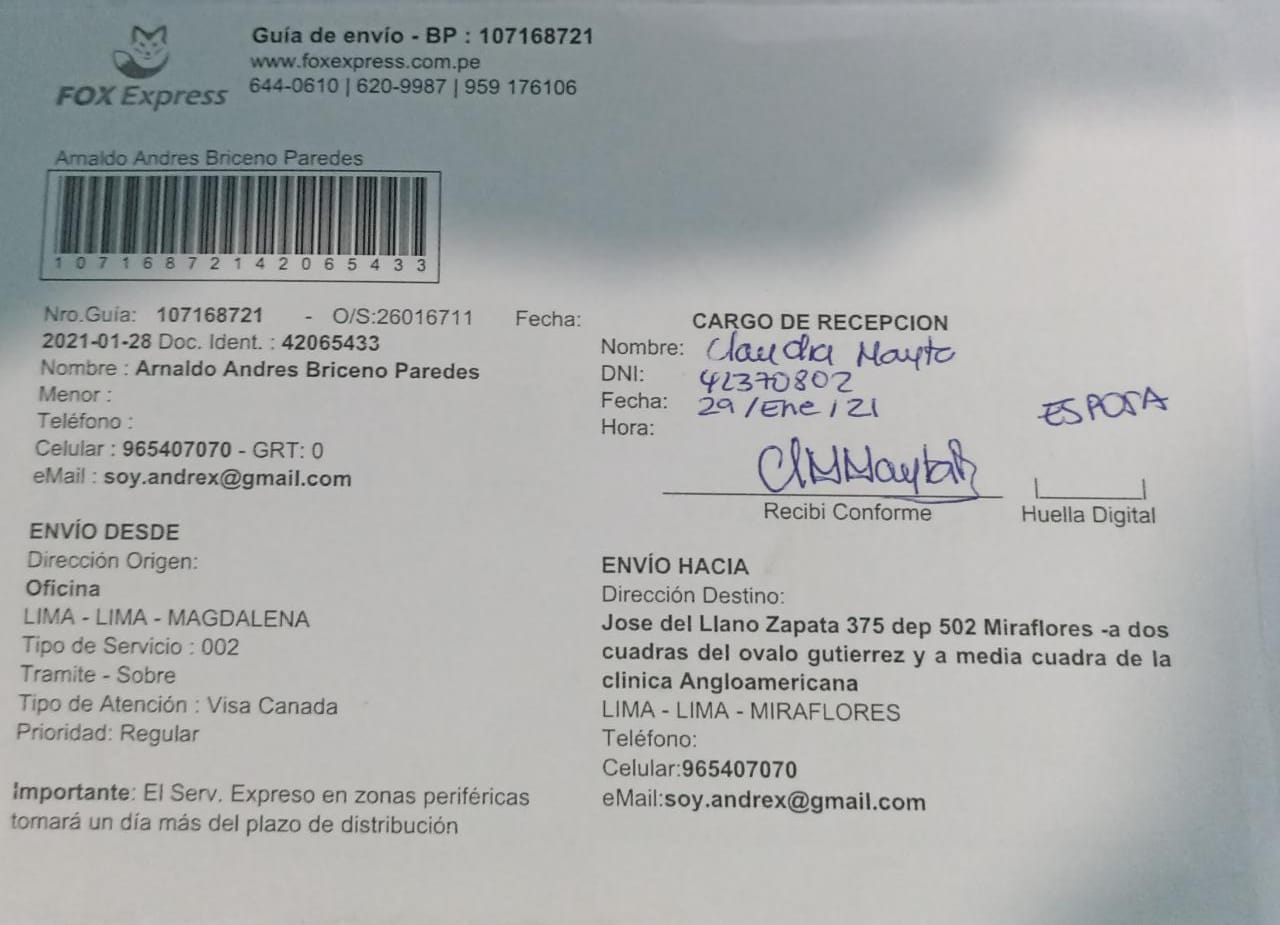 FOX Express
Guía de envío - BP : 107168721
www.foxexpress.com.pe
644-0610 | 620-9987 | 959 176106
Arnaldo Andres Briceno Paredes
10716872142065433
Nro.Guía: 107168721 - O/S:26016711 Fecha:
2021-01-28 Doc. Ident. : 42065433
Nombre : Arnaldo Andres Briceno Paredes
Menor :
Teléfono :
Celular : 965407070 - GRT: 0
eMail : soy.andrex@gmail.com
CARGO DE RECEPCION
Nombre: Claudia Mayta
DNI: 42370802
Fecha: 29/Ene/21
Hora:
ESPOSA
Recibi Conforme
Huella Digital
ENVÍO DESDE
Dirección Origen:
Oficina
LIMA - LIMA - MAGDALENA
Tipo de Servicio : 002
Tramite - Sobre
Tipo de Atención : Visa Canada
Prioridad: Regular
Importante: El Serv. Expreso en zonas periféricas
tomará un día más del plazo de distribución
ENVÍO HACIA
Dirección Destino:
Jose del Llano Zapata 375 dep 502 Miraflores -a dos
cuadras del ovalo gutierrez y a media cuadra de la
clinica Angloamericana
LIMA - LIMA - MIRAFLORES
Teléfono:
Celular:965407070
eMail:soy.andrex@gmail.com